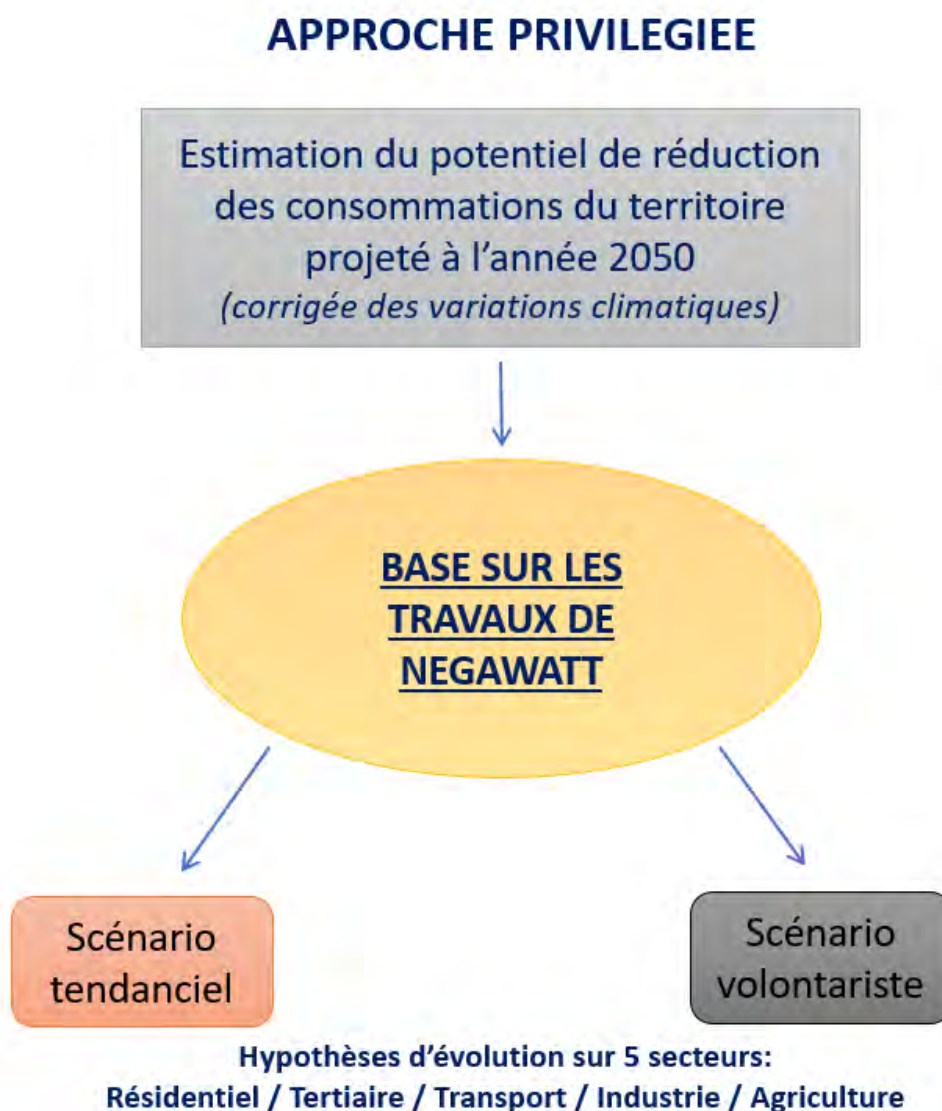 APPROCHE PRIVILEGIEE
Estimation du potentiel de réduction
des consommations du territoire
projeté à l'année 2050
(corrigée des variations climatiques)
BASE SUR LES
TRAVAUX DE
NEGAWATT
Scénario
tendanciel
Scénario
volontariste
Hypothèses d'évolution sur 5 secteurs:
Résidentiel / Tertiaire / Transport / Industrie / Agriculture